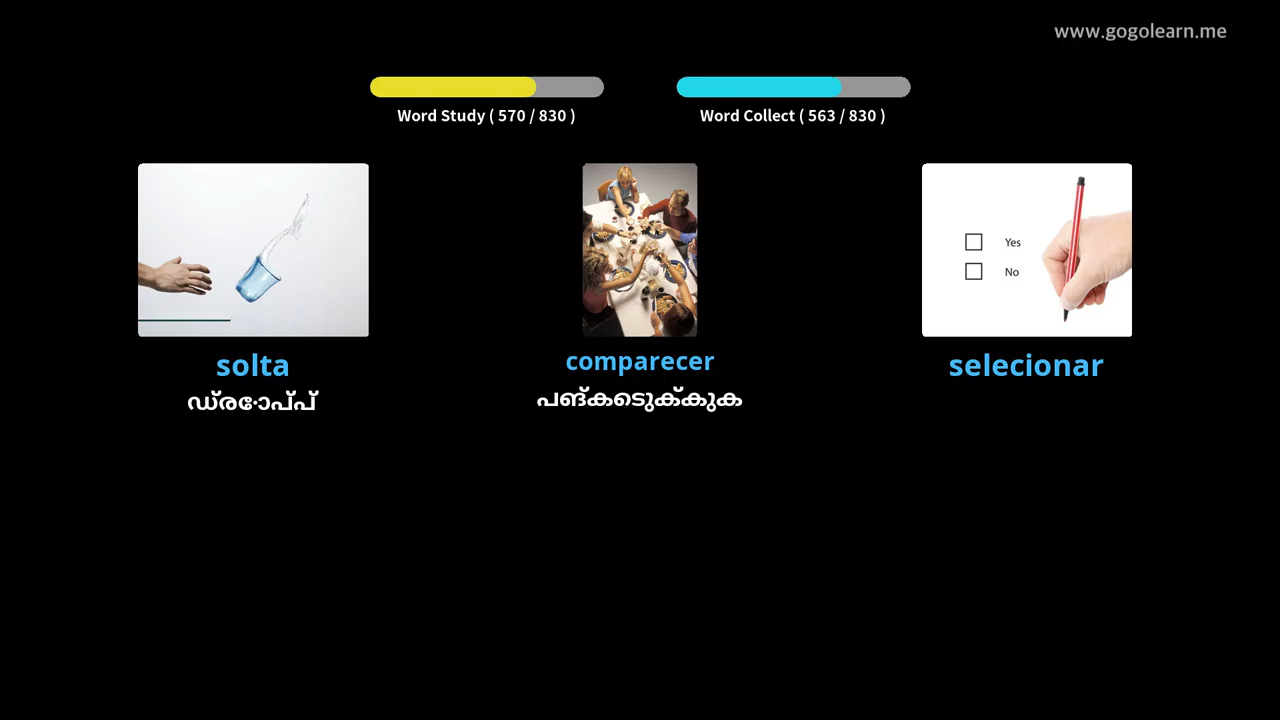 www.gogolearn.me
Word Study ( 570 / 830 )
Word Collect ( 563 / 830 )
Yes
No
solta
ഡ്രോപ്പ്
comparecer
പങ്കെടുക്കുക
selecionar